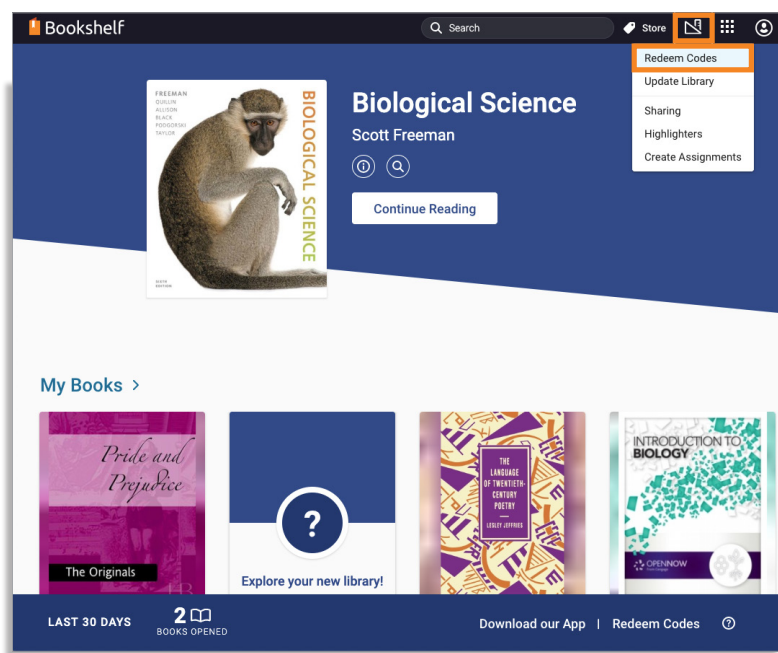 Bookshelf
Search
Store
Redeem Codes
Update Library
Sharing
Highlighters
Create Assignments
FREEMAN
QUILLIN
ALLISON
BLACK
PODGORSKI
TAYLOR
BIOLOGICAL SCIENCE
SIXTH
EDITION
Biological Science
Scott Freeman
Continue Reading
My Books >
Pride and
Prejudice
The Originals
?
Explore your new library!
THE
LANGUAGE
OF TWENTIETH-
CENTURY
POETRY
LESLEY JEFFRIES
INTRODUCTION TO
BIOLOGY
OPENNOW
LAST 30 DAYS
2
BOOKS OPENED
Download our App | Redeem Codes ?